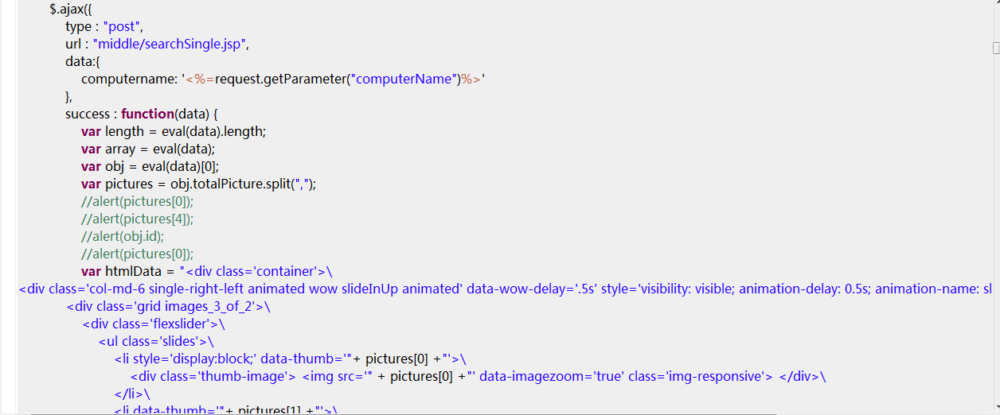 $.ajax({
type : "post",
url : "middle/searchSingle.jsp",
data:{
computername: '<%=request.getParameter("computerName")%>'
},
success : function(data) {
var length = eval(data).length;
var array = eval(data);
var obj = eval(data)[0];
var pictures = obj.totalPicture.split(",");
//alert(pictures[0]);
//alert(pictures[4]);
//alert(obj.id);
//alert(pictures[0]);
var htmlData = "<div class='container'>\
<div class='col-md-6 single-right-left animated wow slideInUp animated' data-wow-delay='.5s' style='visibility: visible; animation-delay: 0.5s; animation-name: sl
<div class='grid images_3_of_2'>\
<div class='flexslider'>\
<ul class='slides'>\
<li style='display:block;' data-thumb='"+ pictures[0] +"'>\
<div class='thumb-image'> <img src='" + pictures[0] +"' data-imagezoom='true' class='img-responsive'> </div>\
</li>\
<li data-thumb='"+ pictures[1] +"'>\